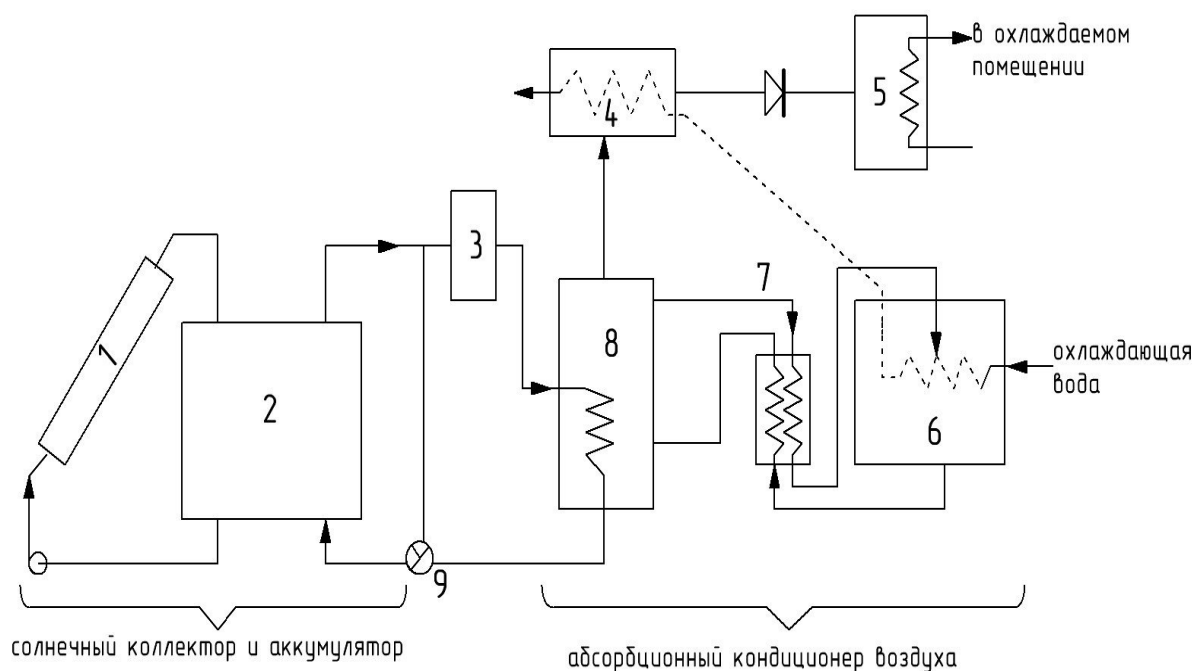 в охлаждаемом
помещении
5
4
3
7
1
8
2
6
охлаждающая
вода
9
солнечный коллектор и аккумулятор
абсорбционный кондиционер воздуха